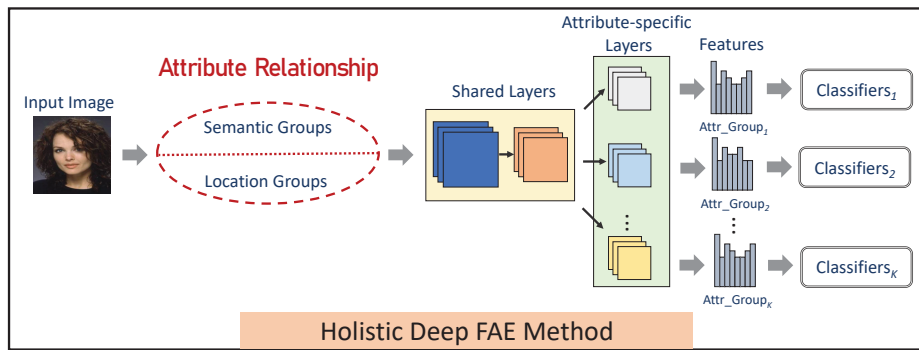 Attribute-specific
Layers
Features
Attribute Relationship
Input Image
Shared Layers
Semantic Groups
Location Groups
Classifiers1
Attr_Group1
Classifiers2
Attr_Group2
ClassifiersK
Attr_GroupK
Holistic Deep FAE Method